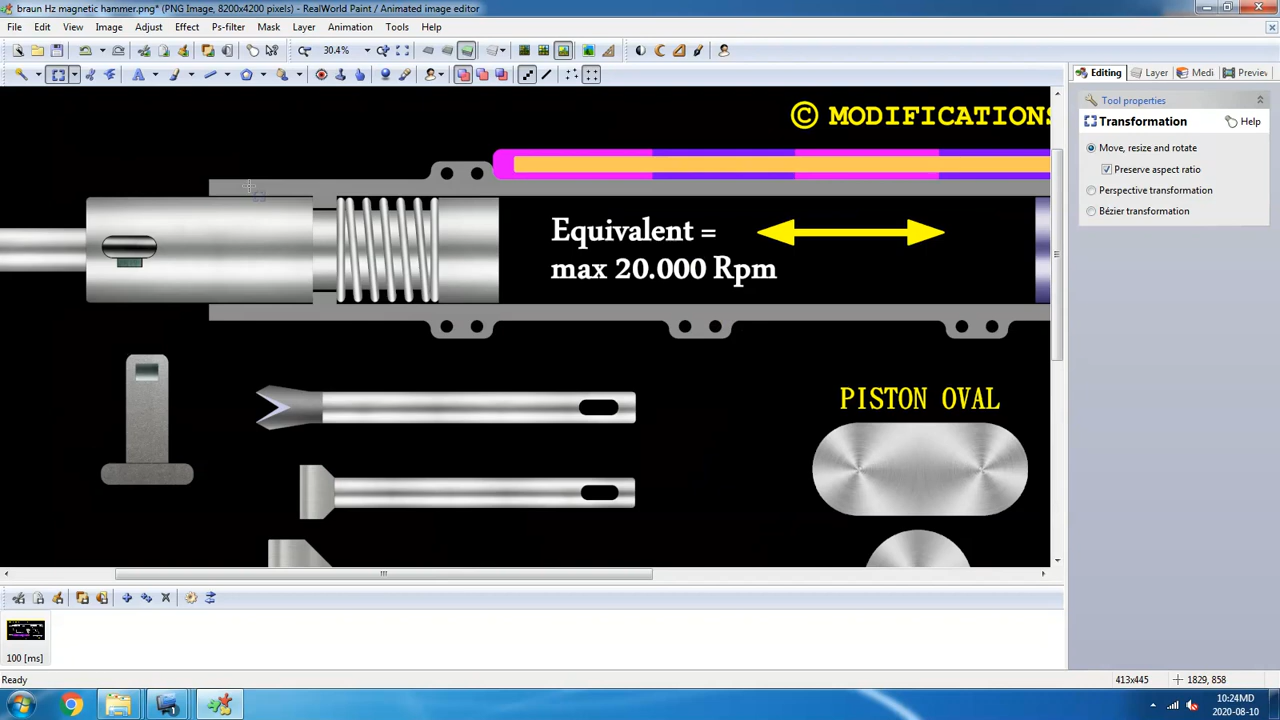 braun Hz magnetic hammer.png* (PNG Image, 8200x4200 pixels) - RealWorld Paint / Animated image editor
File Edit View Image Adjust Effect Ps-filter Mask Layer Animation Tools Help
30.4%
Editing Layer Medi Preview
Tool properties
Transformation Help
Move, resize and rotate
Preserve aspect ratio
Perspective transformation
Bézier transformation
© MODIFICATIONS
Equivalent =
max 20.000 Rpm
PISTON OVAL
100 [ms]
Ready 413x445 1829, 858
10:24MD
2020-08-10